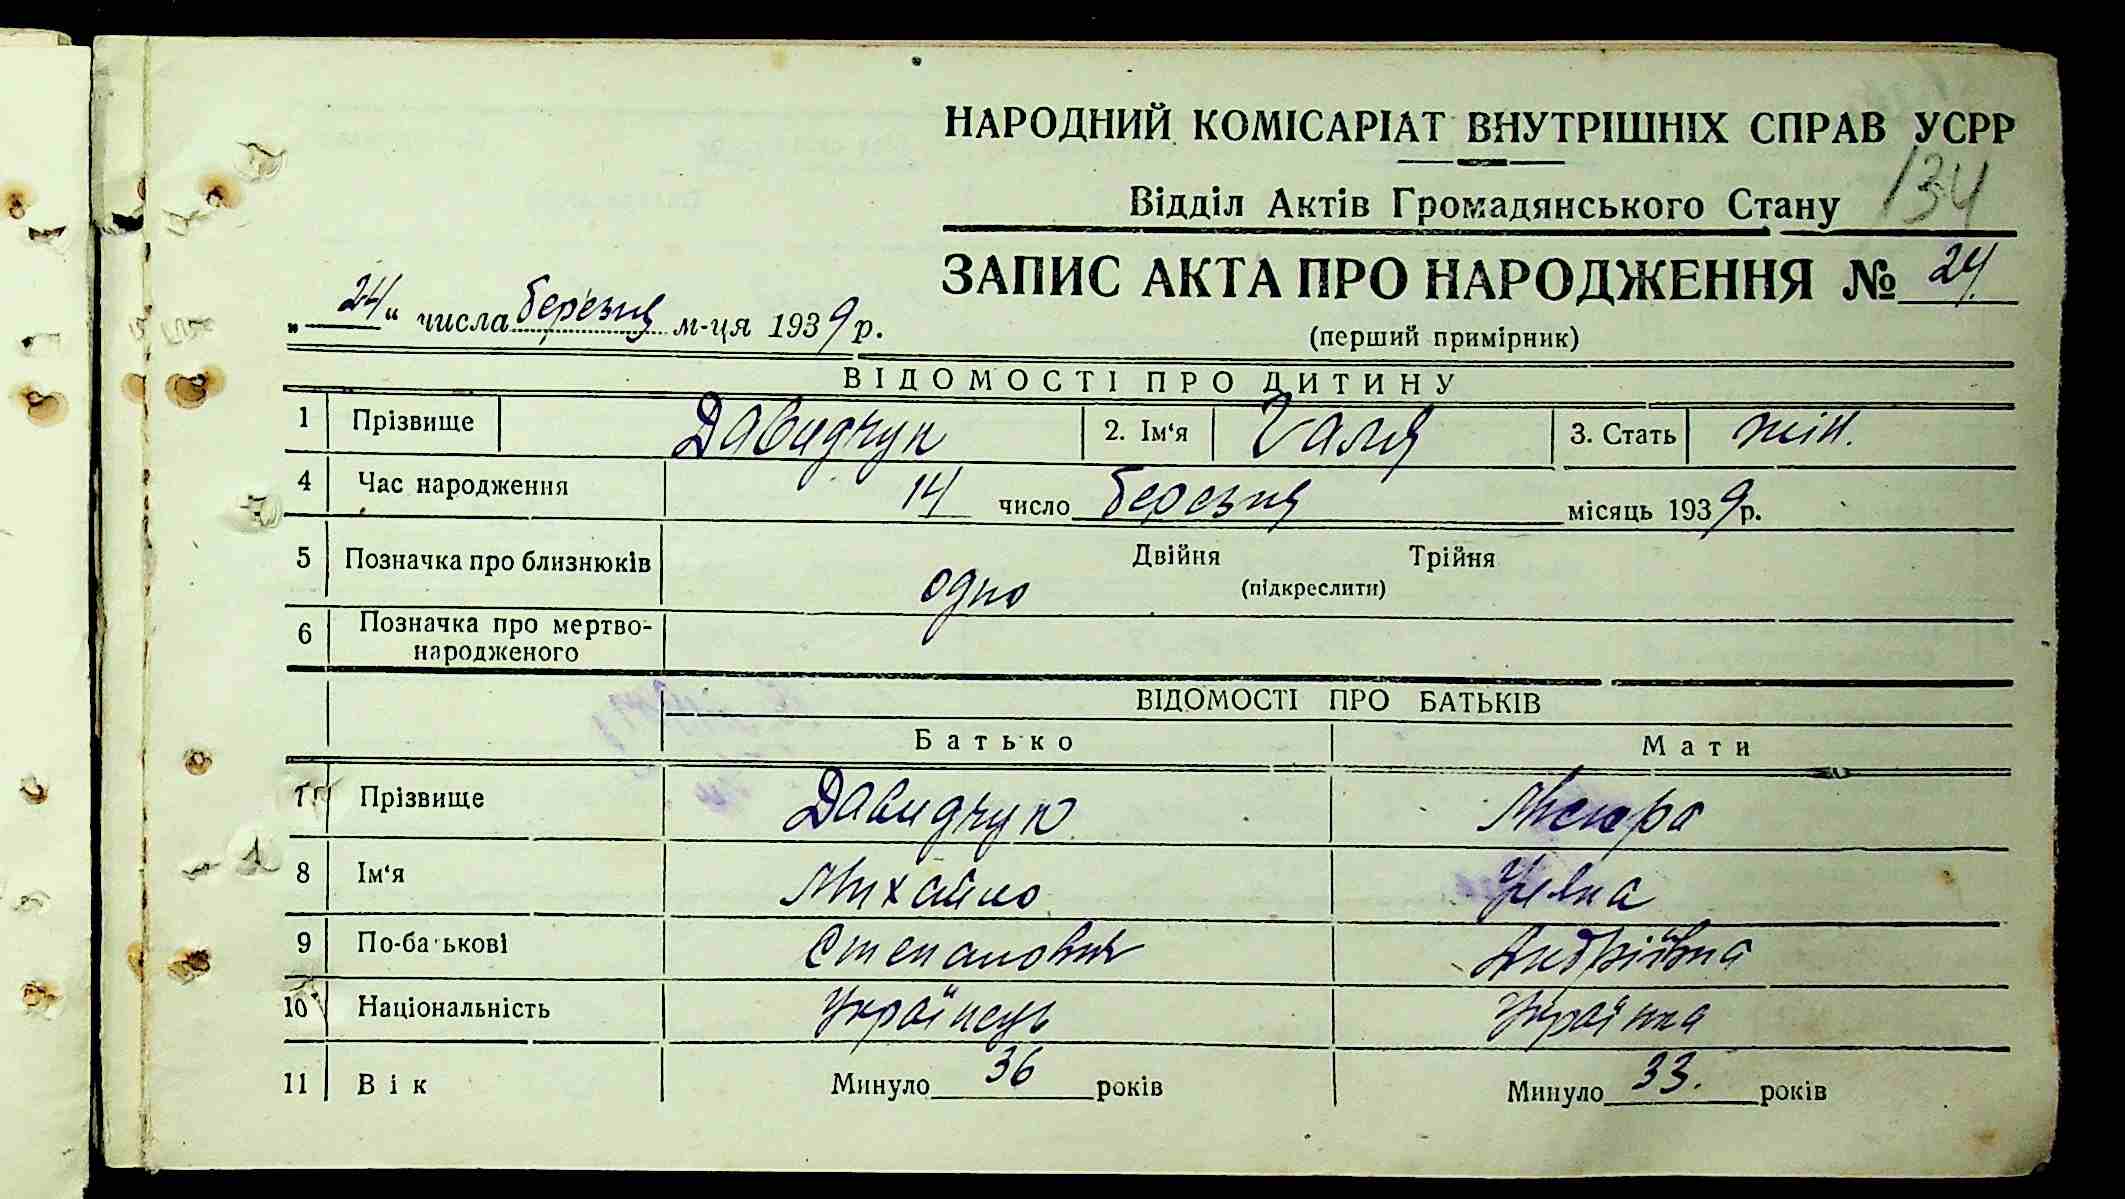 НАРОДНИЙ КОМІСАРІАТ ВНУТРІШНІХ СПРАВ УСРР
134
Відділ Актів Громадянського Стану
ЗАПИС АКТА ПРО НАРОДЖЕННЯ № 24.
„24“ числа березня м-ця 1939 р.
(перший примірник)
ВІДОМОСТІ ПРО ДИТИНУ
1 Прізвище Давидчук 2. Ім‘я Галя 3. Стать жін.
4 Час народження 14 число березня місяць 1939 р.
5 Позначка про близнюків одно Двійня Трійня
(підкреслити)
6 Позначка про мертво-
народженого
ВІДОМОСТІ ПРО БАТЬКІВ
Батько Мати
7 Прізвище Давидчук Мисюра
8 Ім‘я Михайло
9 По-батькові Степанович Андріївна
10 Національність Українець Українка
11 Вік Минуло 36 років Минуло 33. років